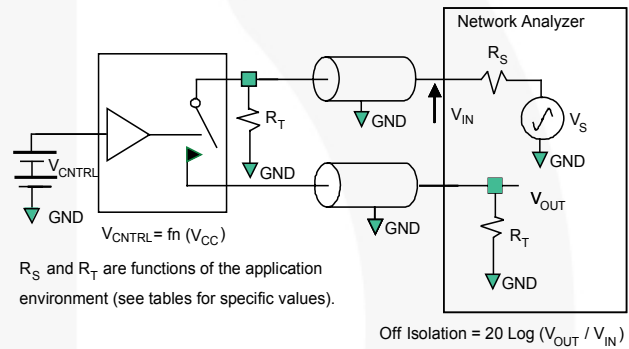 Network Analyzer
R_S
R_T
GND
V_IN
V_S
GND
V_CNTRL
GND
GND
V_OUT
GND
GND
R_T
GND
V_CNTRL = fn (V_CC)
R_S and R_T are functions of the application
environment (see tables for specific values).
Off Isolation = 20 Log (V_OUT / V_IN)